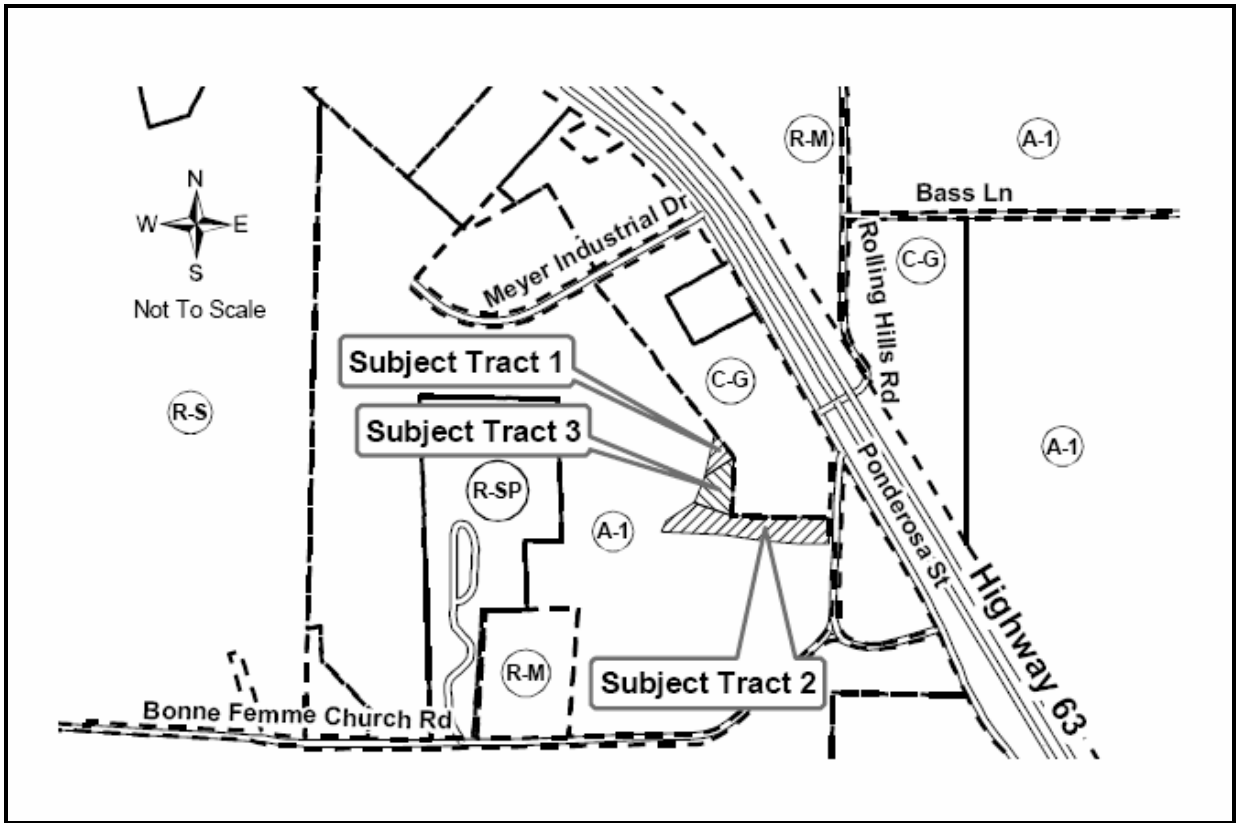 R-M
A-1
Bass Ln
N
W E
S
Not To Scale
Meyer Industrial Dr
Rolling Hills Rd
C-G
Subject Tract 1
C-G
R-S
Subject Tract 3
A-1
Ponderosa St
R-SP
A-1
Highway 63
R-M
Subject Tract 2
Bonne Femme Church Rd